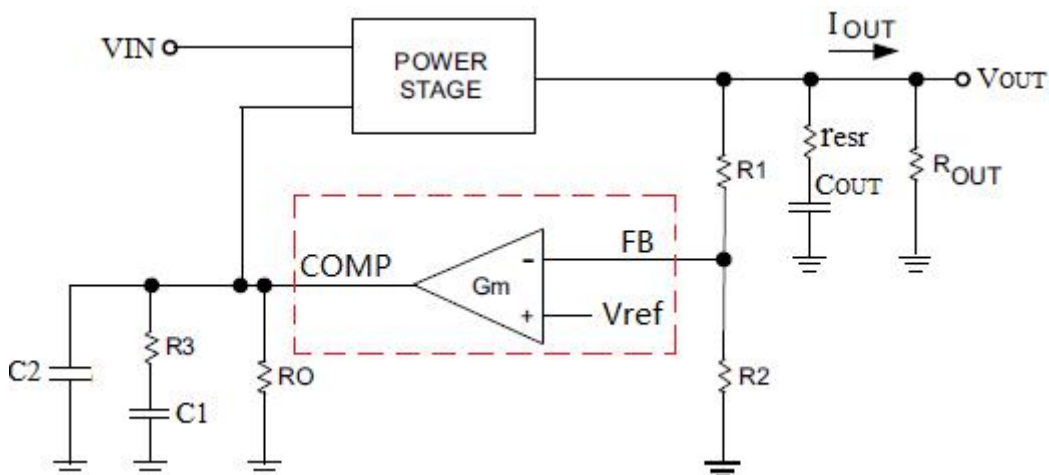 VIN
POWER
STAGE
IOUT
VOUT
R1
resr
COUT
ROUT
COMP
FB
Gm
-
+
Vref
C2
R3
C1
RO
R2